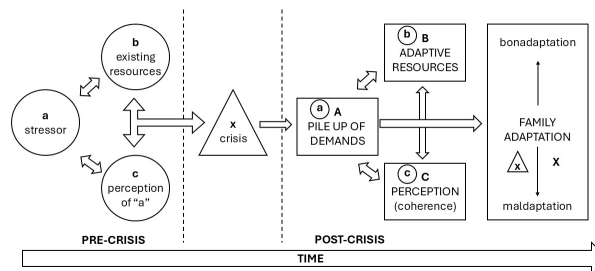 a
stressor
b
existing
resources
c
perception
of “a”
x
crisis
a A
PILE UP OF
DEMANDS
b B
ADAPTIVE
RESOURCES
c C
PERCEPTION
(coherence)
bonadaptation
FAMILY
ADAPTATION
x X
maladaptation
PRE-CRISIS
POST-CRISIS
TIME